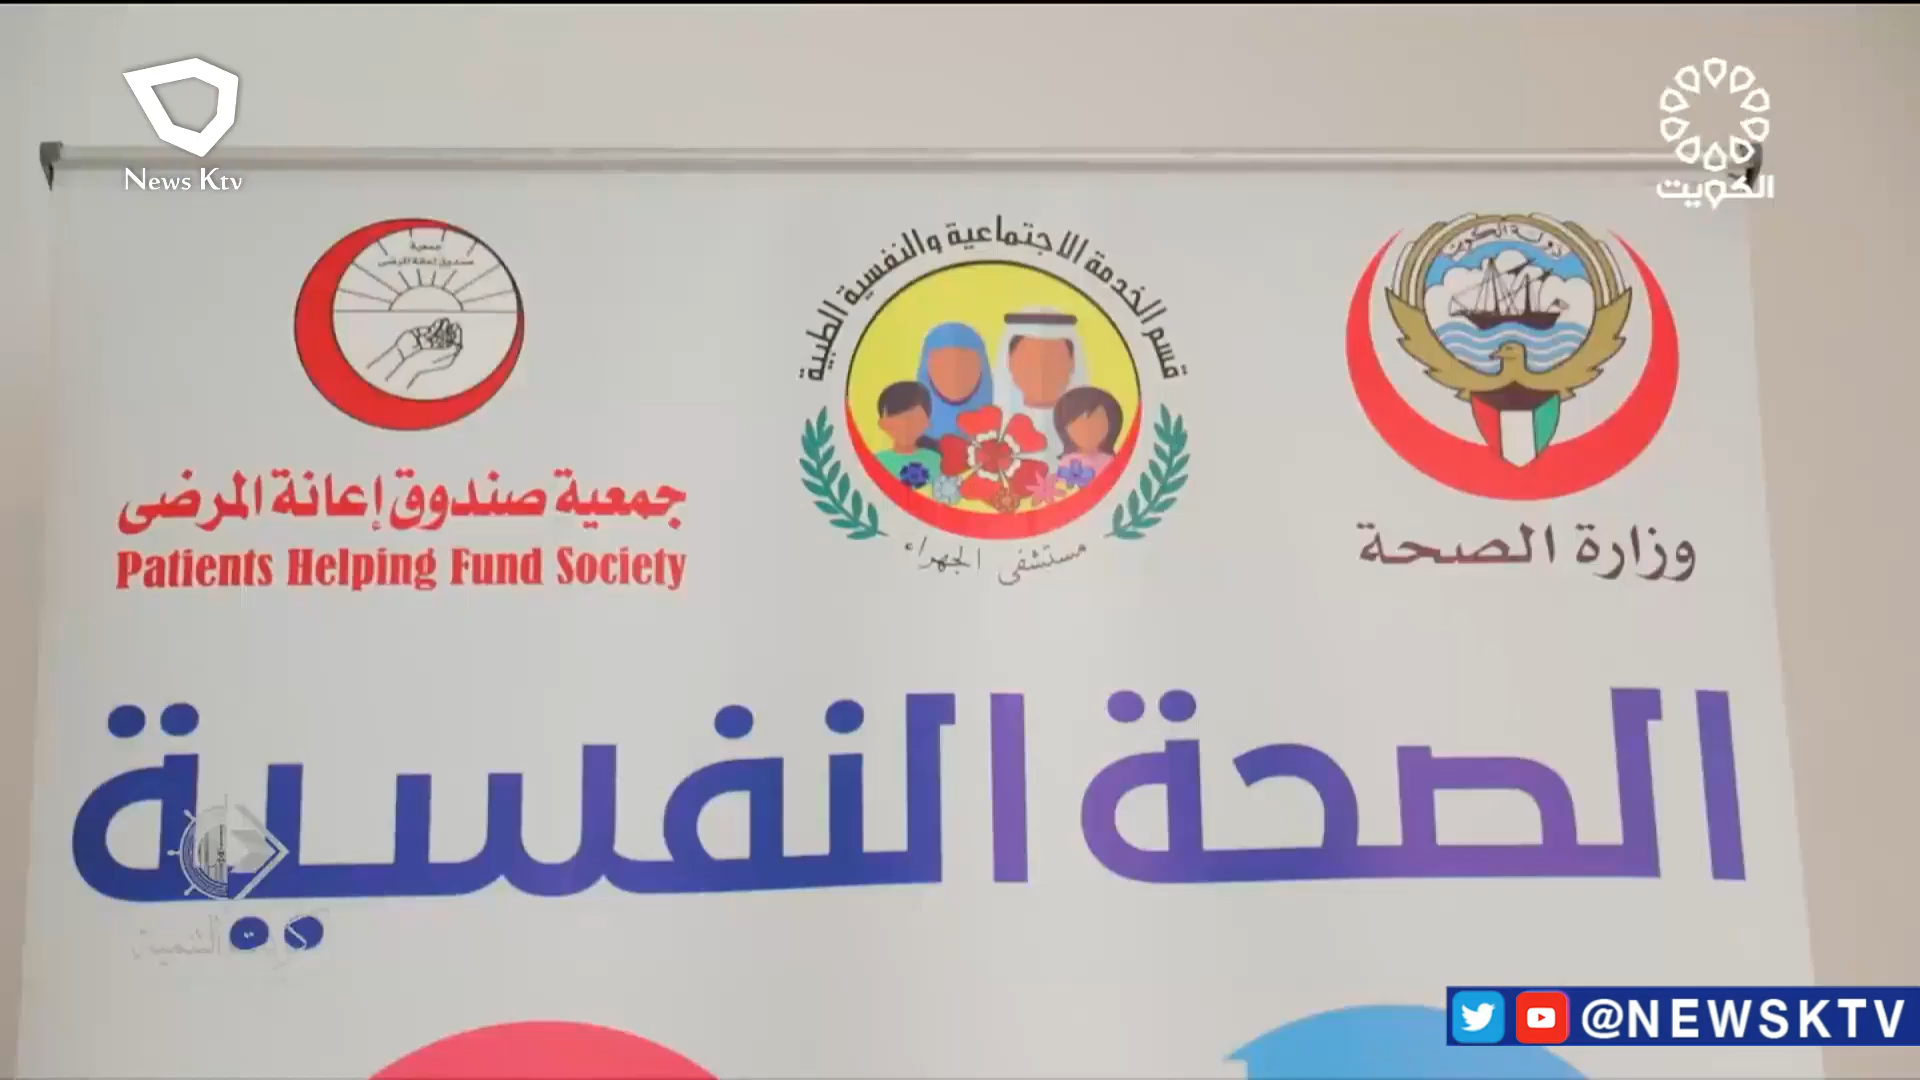 News Ktv
الكويت
جمعية
صندوق إعانة المرضى
جمعية صندوق إعانة المرضى
Patients Helping Fund Society
قسم الخدمة الاجتماعية والنفسية الطبية
مستشفى الجهراء
دولة الكويت
وزارة الصحة
الصحة النفسية
@NEWSKTV